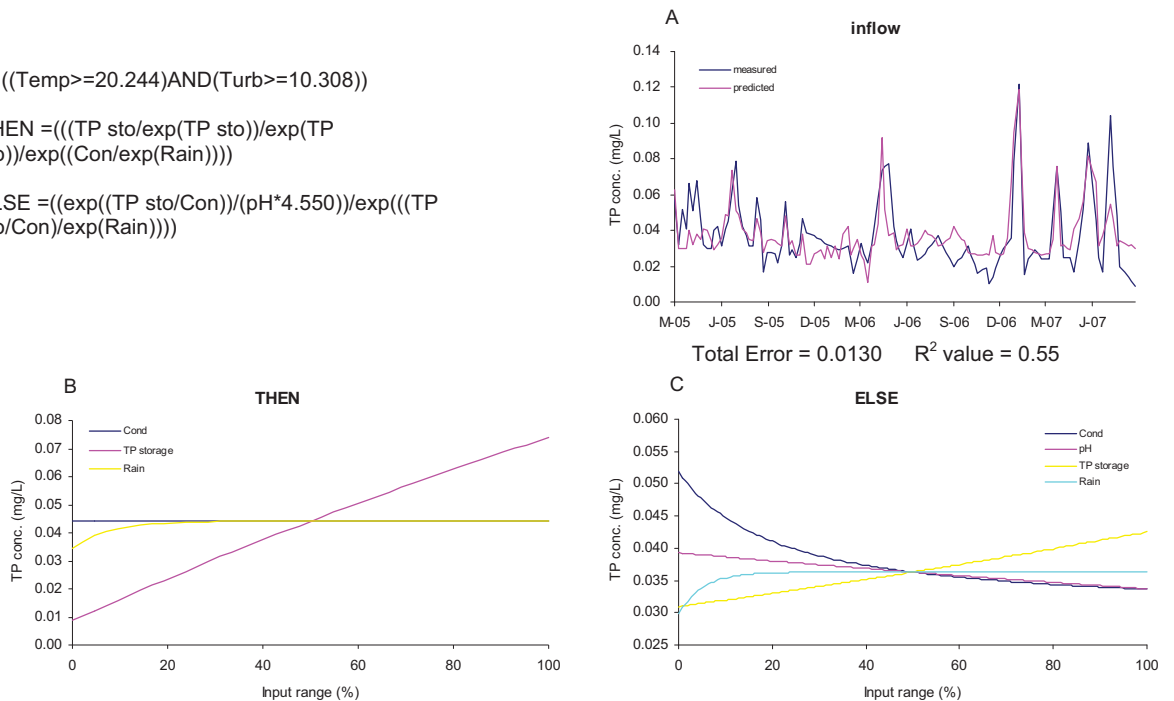 ((Temp>=20.244)AND(Turb>=10.308))
HEN =(((TP sto/exp(TP sto))/exp(TP
))/exp((Con/exp(Rain))))
LSE =((exp((TP sto/Con))/(pH*4.550))/exp(((TP
o/Con)/exp(Rain))))
A
inflow
0.14
0.12
0.10
0.08
0.06
0.04
0.02
0.00
TP conc. (mg/L)
measured
predicted
M-05 J-05 S-05 D-05 M-06 J-06 S-06 D-06 M-07 J-07
Total Error = 0.0130 R² value = 0.55
B
THEN
0.08
0.07
0.06
0.05
0.04
0.03
0.02
0.01
0.00
TP conc. (mg/L)
Cond
TP storage
Rain
0 20 40 60 80 100
Input range (%)
C
ELSE
0.060
0.055
0.050
0.045
0.040
0.035
0.030
0.025
TP conc. (mg/L)
Cond
pH
TP storage
Rain
0 20 40 60 80 100
Input range (%)